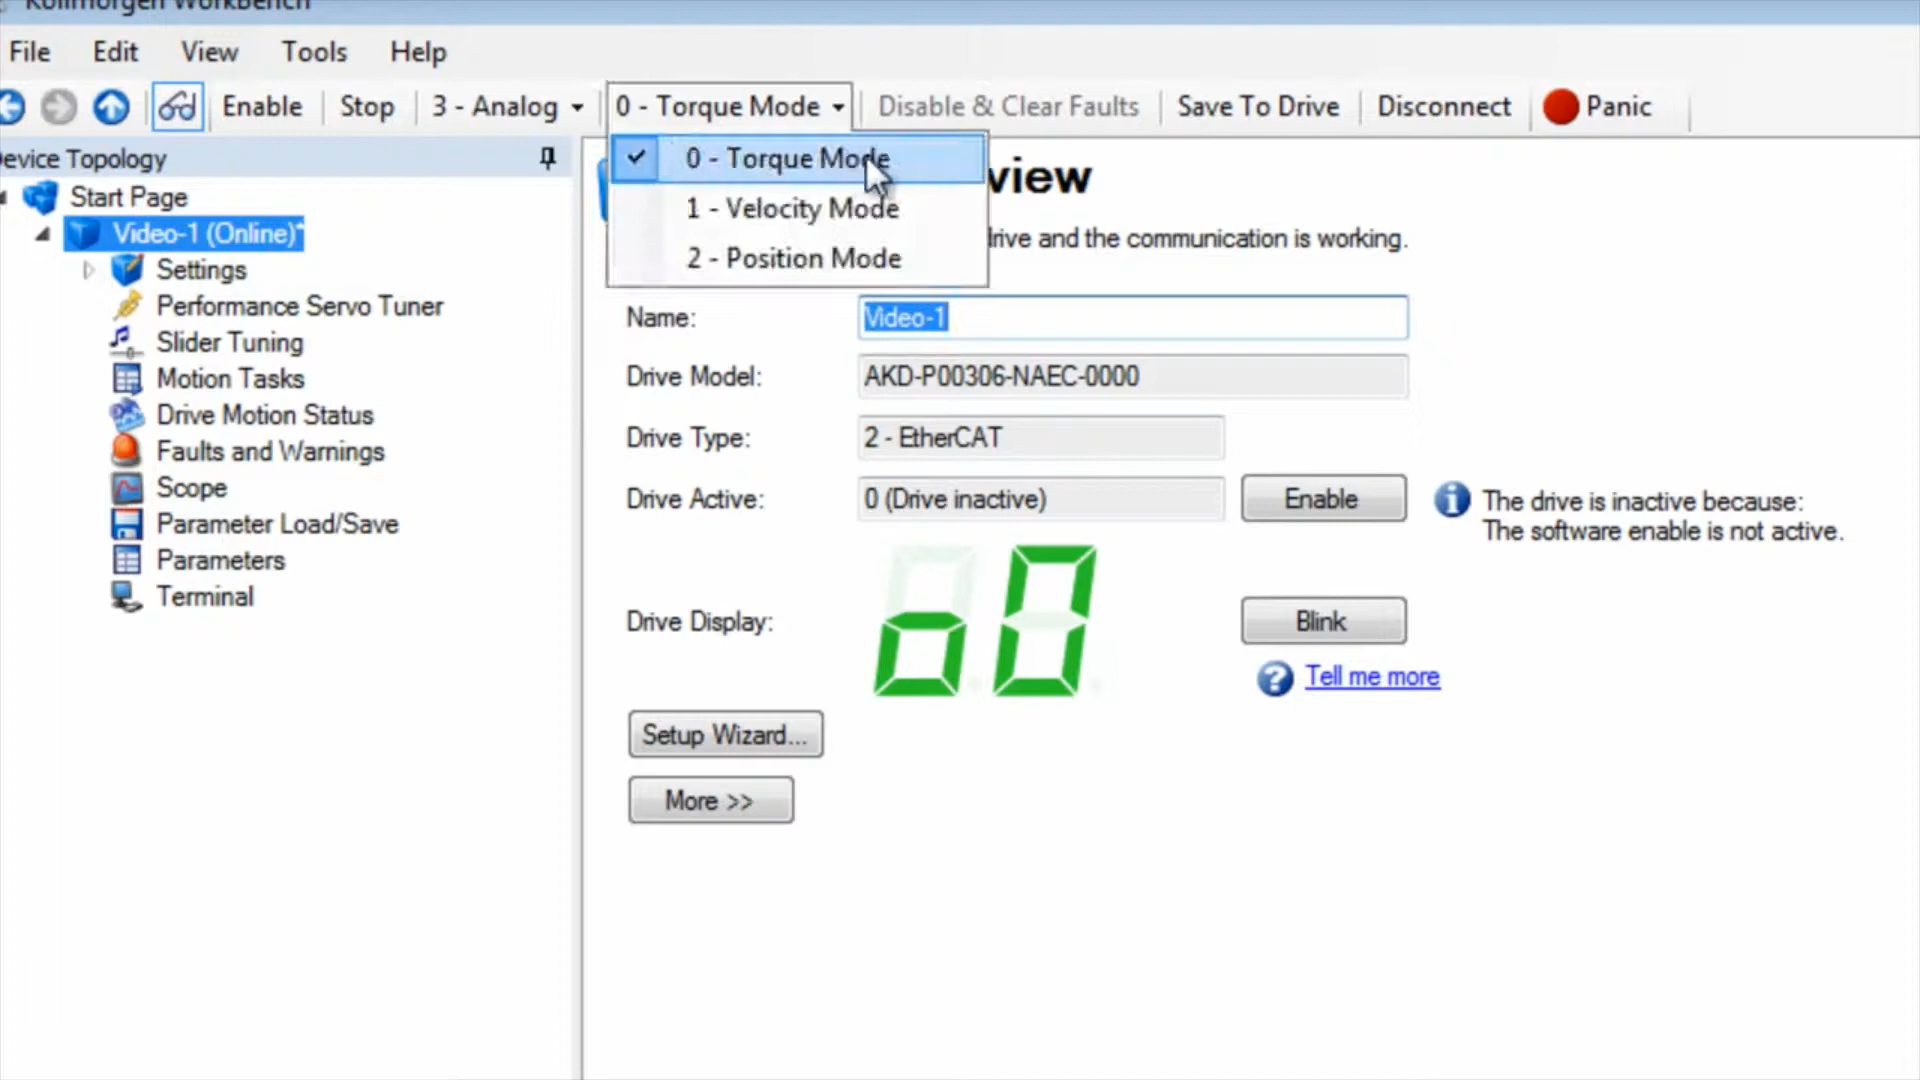 Kollmorgen WorkBench
File Edit View Tools Help
Enable Stop 3 - Analog 0 - Torque Mode Disable & Clear Faults Save To Drive Disconnect Panic
evice Topology
0 - Torque Mode
1 - Velocity Mode
2 - Position Mode
view
drive and the communication is working.
Start Page
Video-1 (Online)*
Settings
Performance Servo Tuner
Slider Tuning
Motion Tasks
Drive Motion Status
Faults and Warnings
Scope
Parameter Load/Save
Parameters
Terminal
Name: Video-1
Drive Model: AKD-P00306-NAEC-0000
Drive Type: 2 - EtherCAT
Drive Active: 0 (Drive inactive) Enable The drive is inactive because:
The software enable is not active.
Drive Display: o0 Blink
Tell me more
Setup Wizard...
More >>